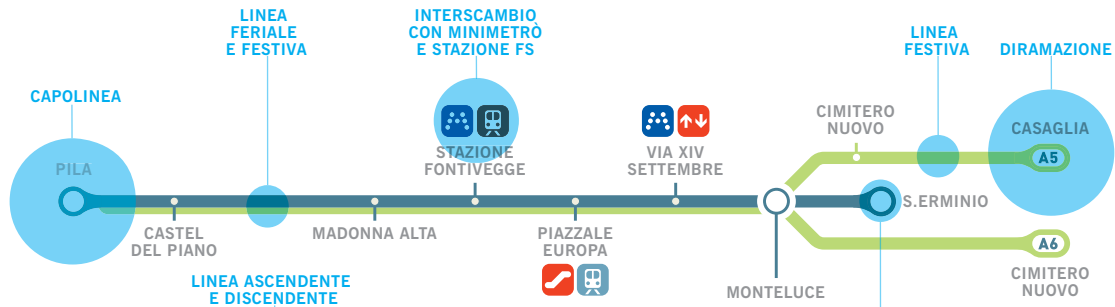 LINEA
FERIALE
E FESTIVA
INTERSCAMBIO
CON MINIMETRÒ
E STAZIONE FS
LINEA
FESTIVA
DIRAMAZIONE
CAPOLINEA
CIMITERO
NUOVO
CASAGLIA
PILA
STAZIONE
FONTIVEGGE
VIA XIV
SETTEMBRE
A5
S.ERMINIO
CASTEL
DEL PIANO
MADONNA ALTA
PIAZZALE
EUROPA
A6
CIMITERO
NUOVO
LINEA ASCENDENTE
E DISCENDENTE
MONTELUCE